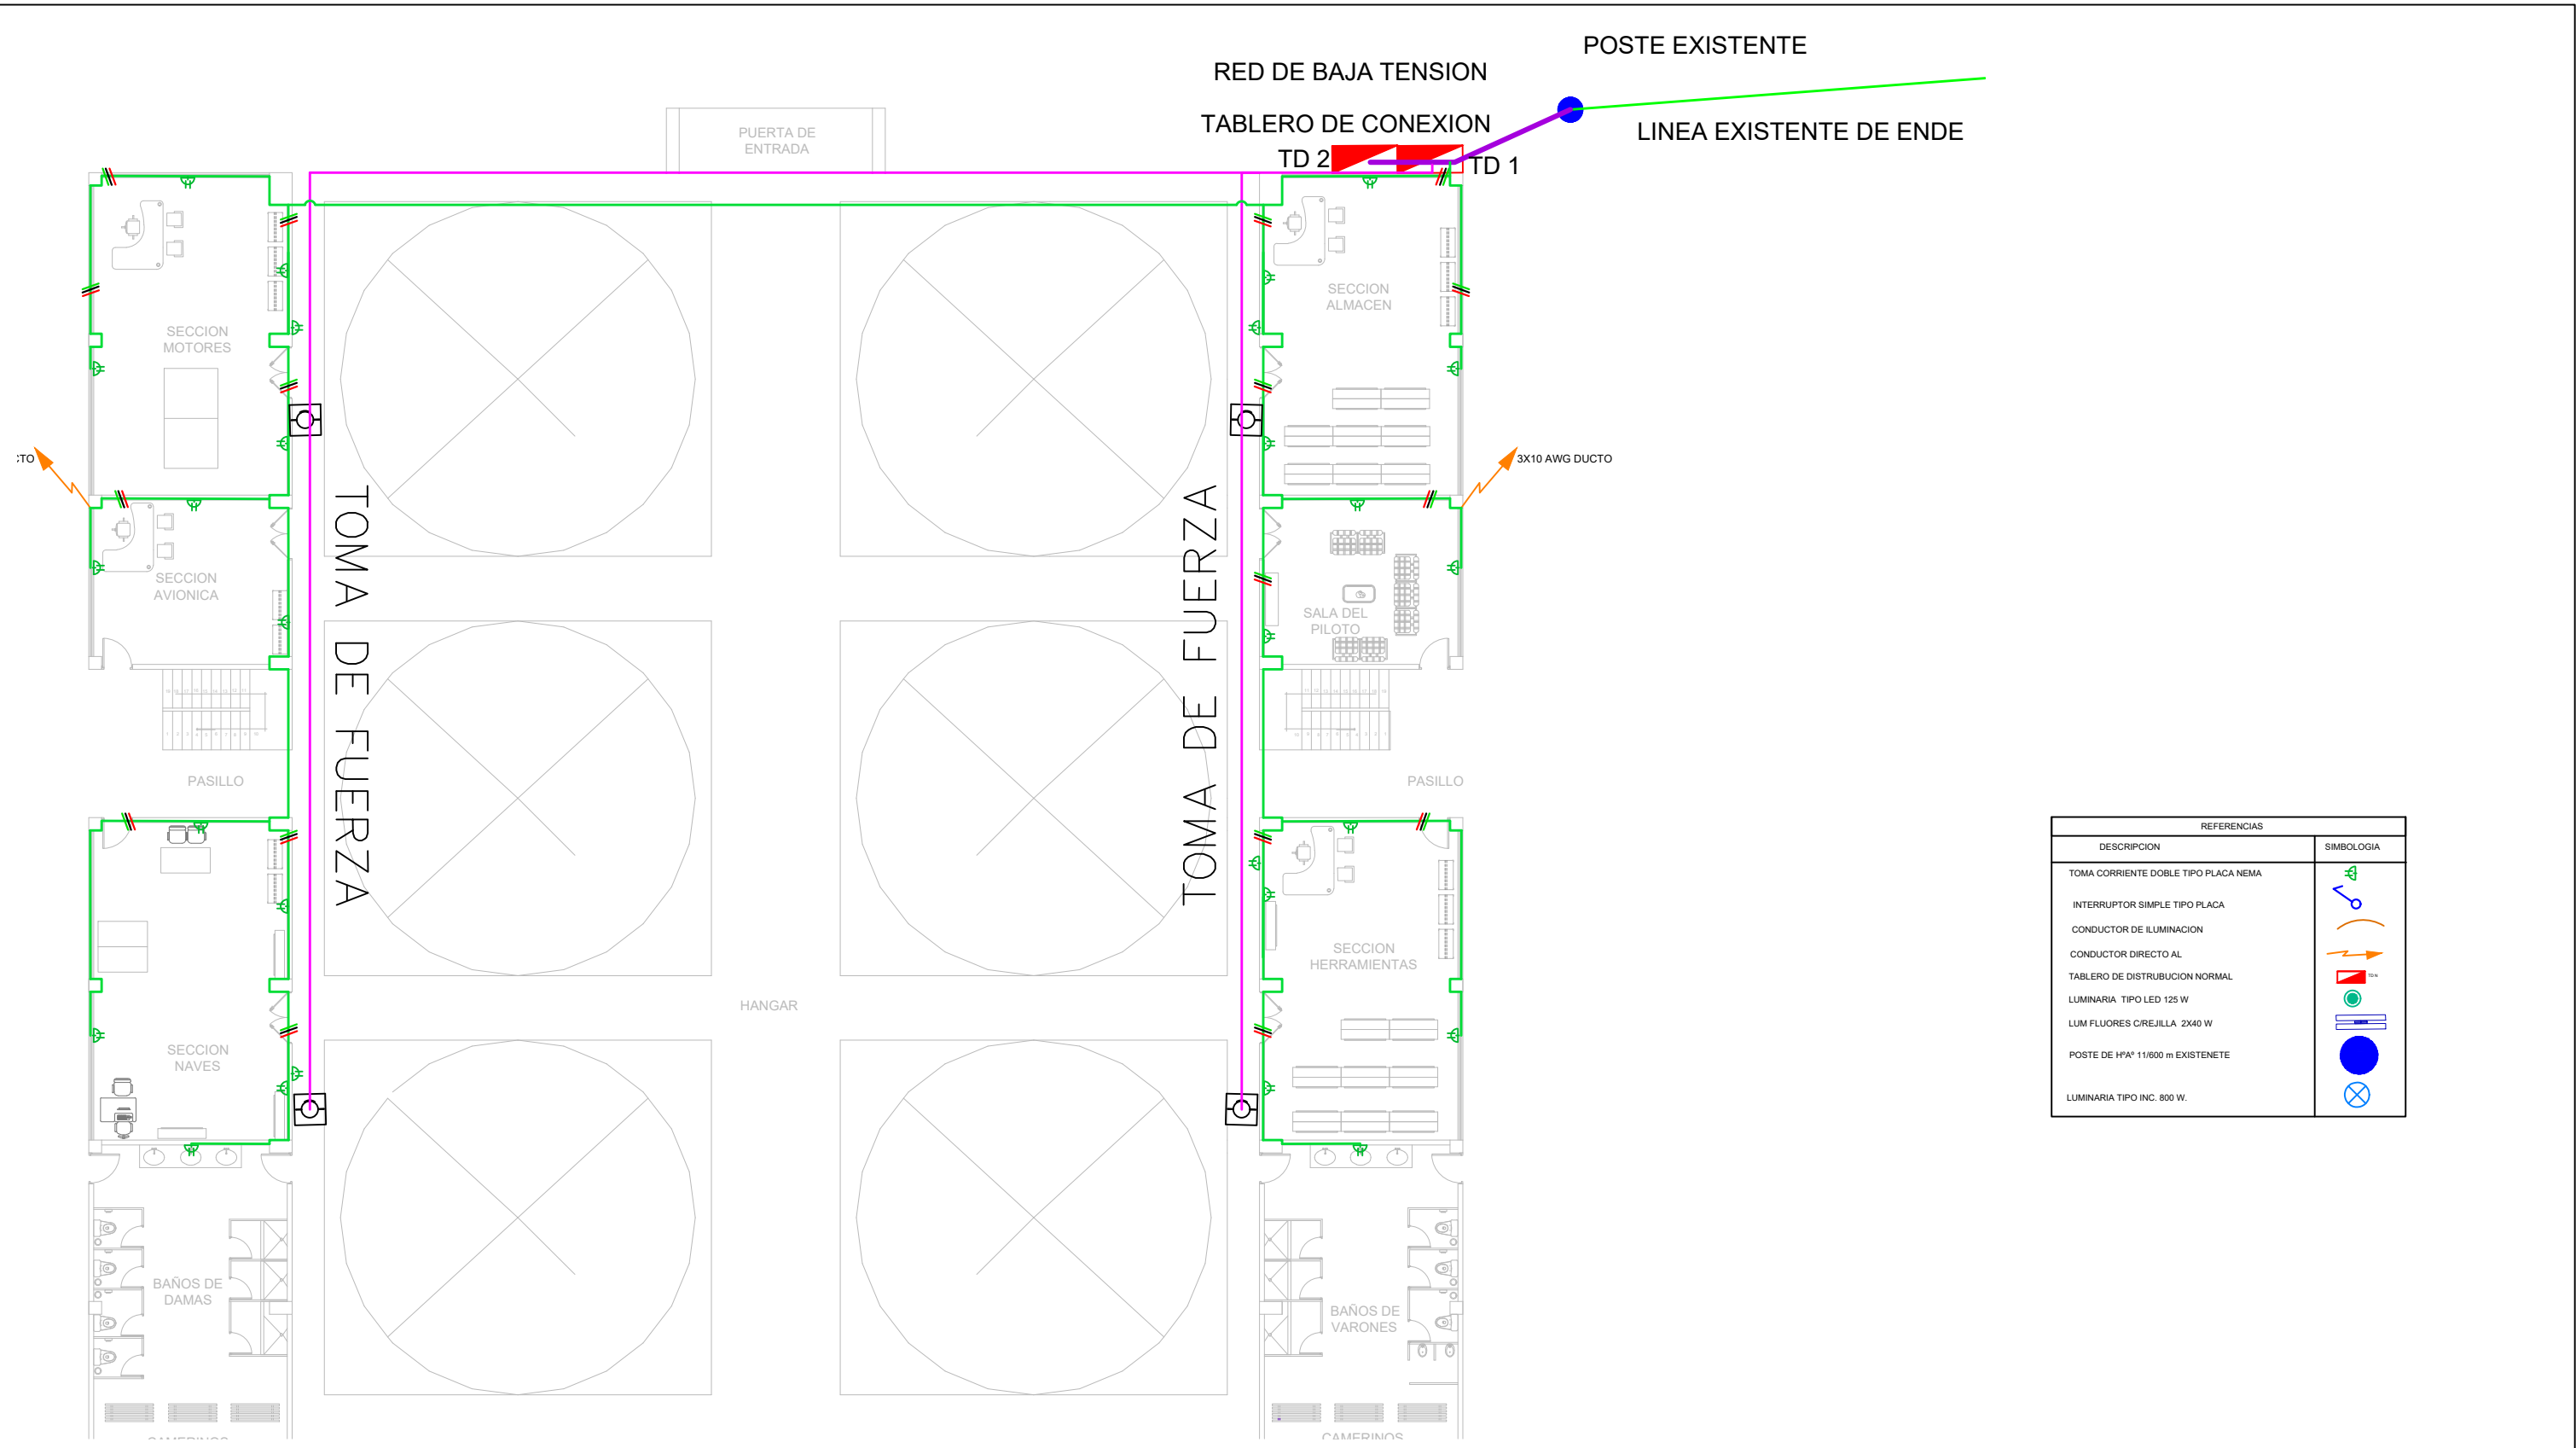 POSTE EXISTENTE
RED DE BAJA TENSION
TABLERO DE CONEXION
LINEA EXISTENTE DE ENDE
TD 2
TD 1
PUERTA DE
ENTRADA
SECCION
MOTORES
SECCION
ALMACEN
3X10 AWG DUCTO
TOMA DE FUERZA
TOMA DE FUERZA
SECCION
AVIONICA
SALA DEL
PILOTO
PASILLO
PASILLO
SECCION
HERRAMIENTAS
HANGAR
SECCION
NAVES
BAÑOS DE
DAMAS
BAÑOS DE
VARONES
CAMERINOS
CAMERINOS
REFERENCIAS
DESCRIPCION
SIMBOLOGIA
TOMA CORRIENTE DOBLE TIPO PLACA NEMA
INTERRUPTOR SIMPLE TIPO PLACA
CONDUCTOR DE ILUMINACION
CONDUCTOR DIRECTO AL
TABLERO DE DISTRUBUCION NORMAL
LUMINARIA TIPO LED 125 W
LUM FLUORES C/REJILLA 2X40 W
POSTE DE HºAº 11/600 m EXISTENETE
LUMINARIA TIPO INC. 800 W.